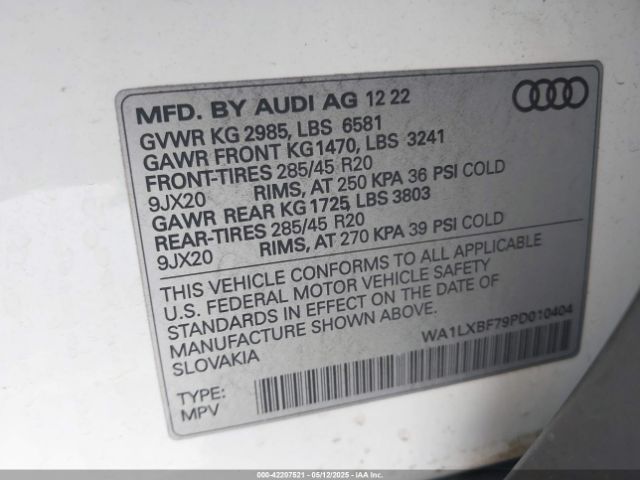 MFD. BY AUDI AG 12 22
GVWR KG 2985, LBS 6581
GAWR FRONT KG1470, LBS 3241
FRONT-TIRES 285/45 R20
9JX20 RIMS, AT 250 KPA 36 PSI COLD
GAWR REAR KG 1725, LBS 3803
REAR-TIRES 285/45 R20
9JX20 RIMS, AT 270 KPA 39 PSI COLD
THIS VEHICLE CONFORMS TO ALL APPLICABLE
U.S. FEDERAL MOTOR VEHICLE SAFETY
STANDARDS IN EFFECT ON THE DATE OF
MANUFACTURE SHOWN ABOVE.
SLOVAKIA
WA1LXBF79PD010404
TYPE:
MPV
000-42207521 - 05/12/2025 - IAAI.COM